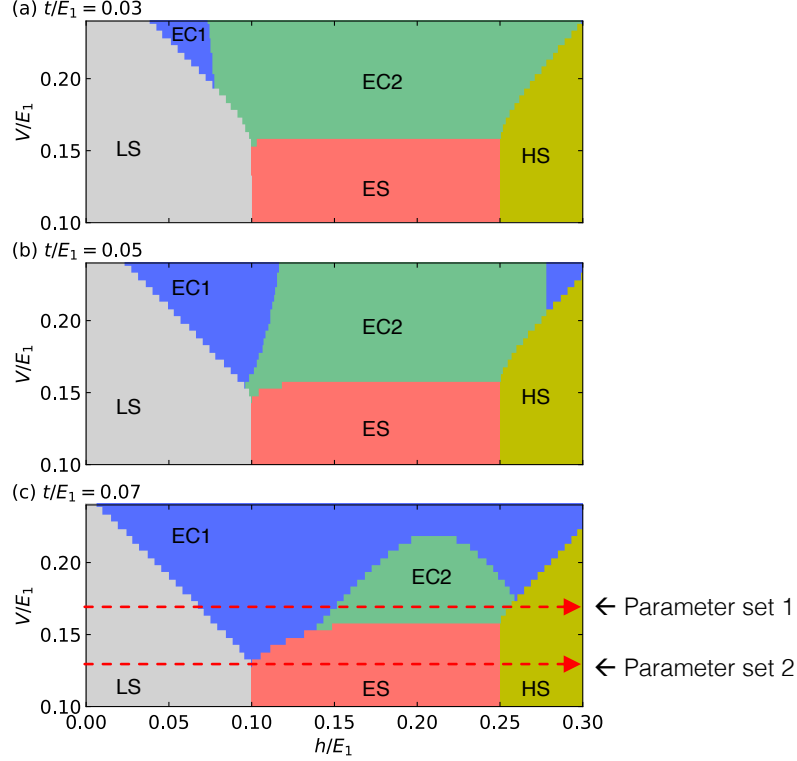 (a) t/E₁ = 0.03
EC1
EC2
LS
HS
ES
0.20
0.15
0.10
V/E₁
(b) t/E₁ = 0.05
EC1
EC2
LS
HS
ES
0.20
0.15
0.10
V/E₁
(c) t/E₁ = 0.07
EC1
EC2
LS
ES
HS
0.20
0.15
0.10
V/E₁
← Parameter set 1
← Parameter set 2
0.00 0.05 0.10 0.15 0.20 0.25 0.30
h/E₁